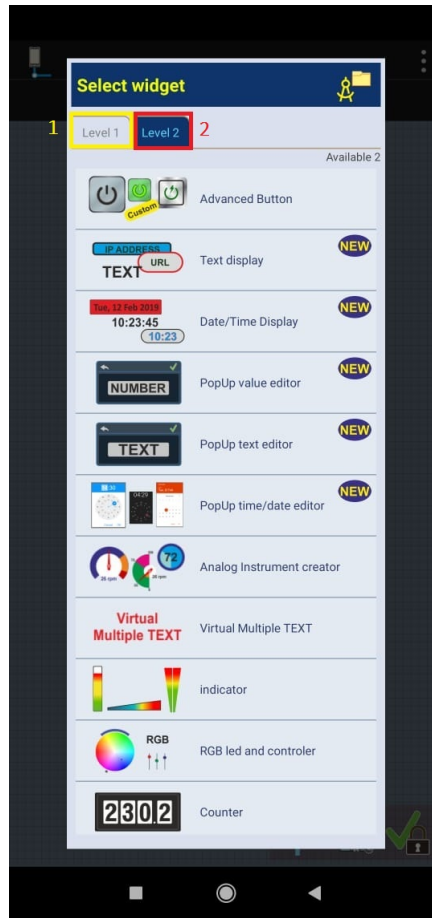 Select widget
1
Level 1
Level 2
2
Available 2
Custom
Advanced Button
IP ADDRESS
URL
TEXT
Text display
NEW
Tue, 12 Feb 2019
10:23:45
10:23
Date/Time Display
NEW
NUMBER
PopUp value editor
NEW
TEXT
PopUp text editor
NEW
04:29
PopUp time/date editor
NEW
72
Analog Instrument creator
Virtual
Multiple TEXT
Virtual Multiple TEXT
indicator
RGB
RGB led and controler
2302
Counter